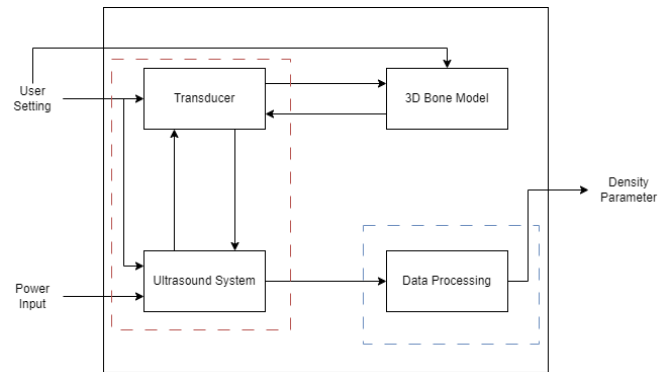 User
Setting
Transducer
3D Bone Model
Density
Parameter
Power
Input
Ultrasound System
Data Processing